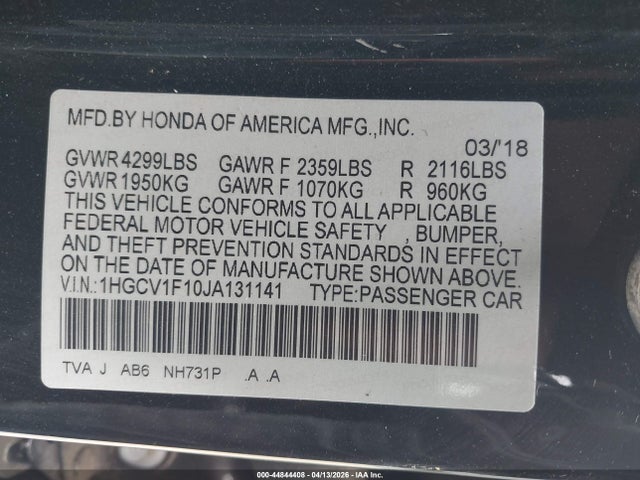 MFD.BY HONDA OF AMERICA MFG.,INC.
03/'18
GVWR 4299LBS GAWR F 2359LBS R 2116LBS
GVWR 1950KG GAWR F 1070KG R 960KG
THIS VEHICLE CONFORMS TO ALL APPLICABLE
FEDERAL MOTOR VEHICLE SAFETY , BUMPER,
AND THEFT PREVENTION STANDARDS IN EFFECT
ON THE DATE OF MANUFACTURE SHOWN ABOVE.
V.I.N.:1HGCV1F10JA131141 TYPE:PASSENGER CAR
TVA J AB6 NH731P .A .A
000-44844408 - 04/13/2026 - IAA Inc.